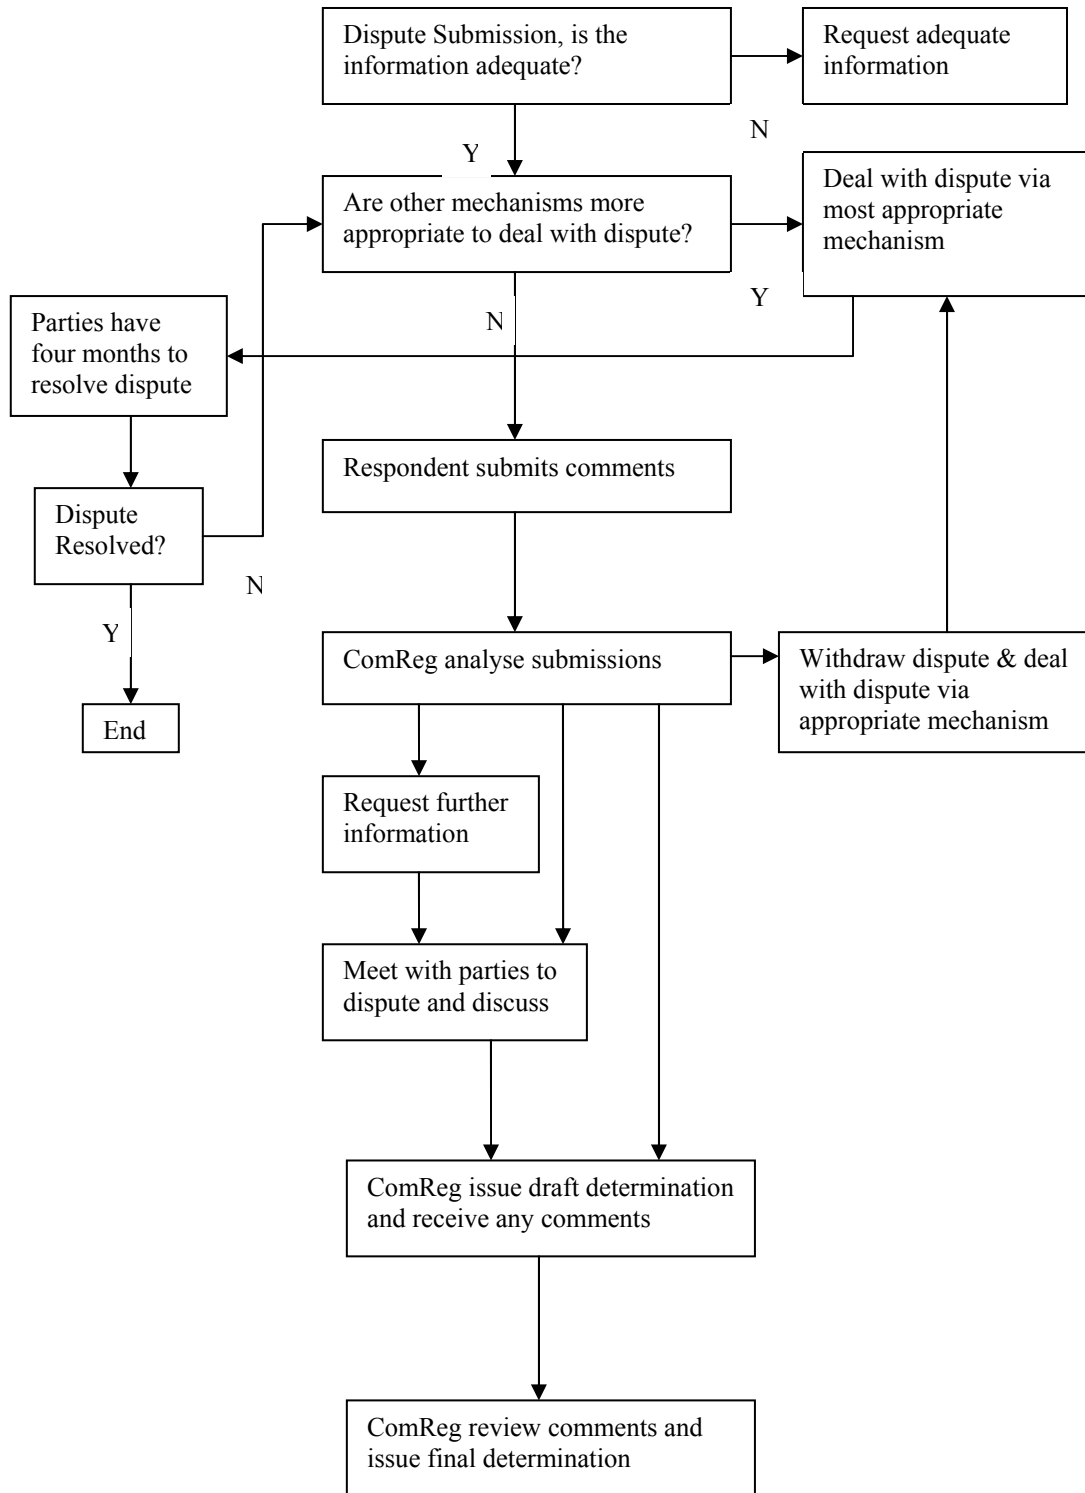 Dispute Submission, is the
information adequate?
Request adequate
information
N
Y
Are other mechanisms more
appropriate to deal with dispute?
Deal with dispute via
most appropriate
mechanism
Y
N
Parties have
four months to
resolve dispute
Respondent submits comments
Dispute
Resolved?
N
Y
End
ComReg analyse submissions
Withdraw dispute & deal
with dispute via
appropriate mechanism
Request further
information
Meet with parties to
dispute and discuss
ComReg issue draft determination
and receive any comments
ComReg review comments and
issue final determination